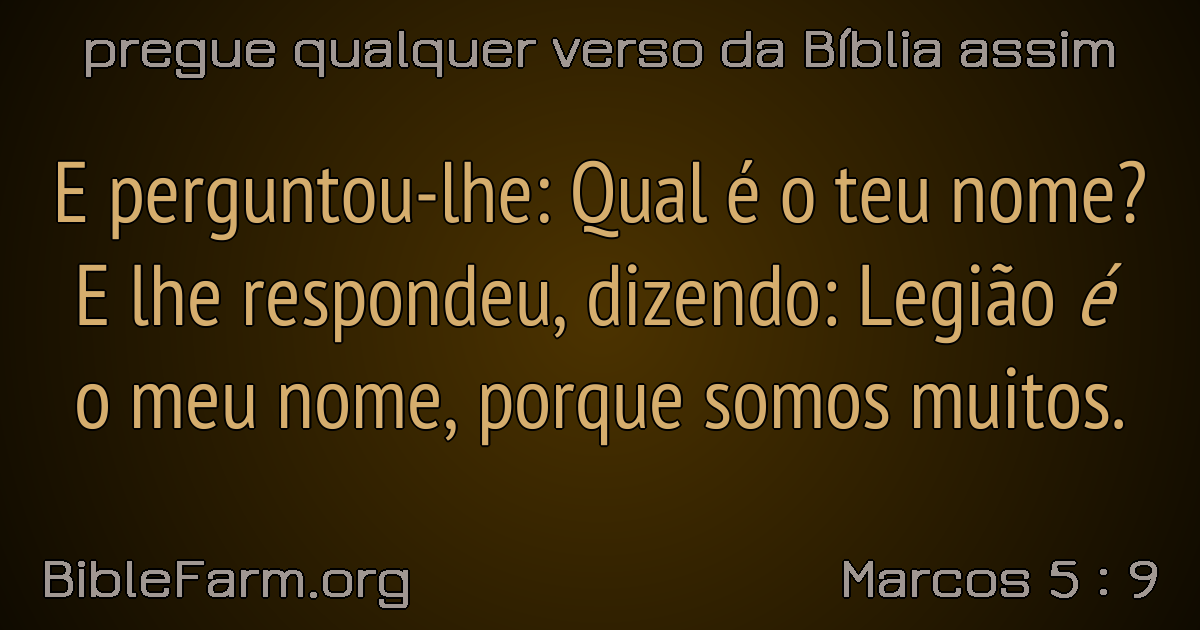 pregue qualquer verso da Bíblia assim
E perguntou-lhe: Qual é o teu nome?
E lhe respondeu, dizendo: Legião é
o meu nome, porque somos muitos.
BibleFarm.org
Marcos 5 : 9